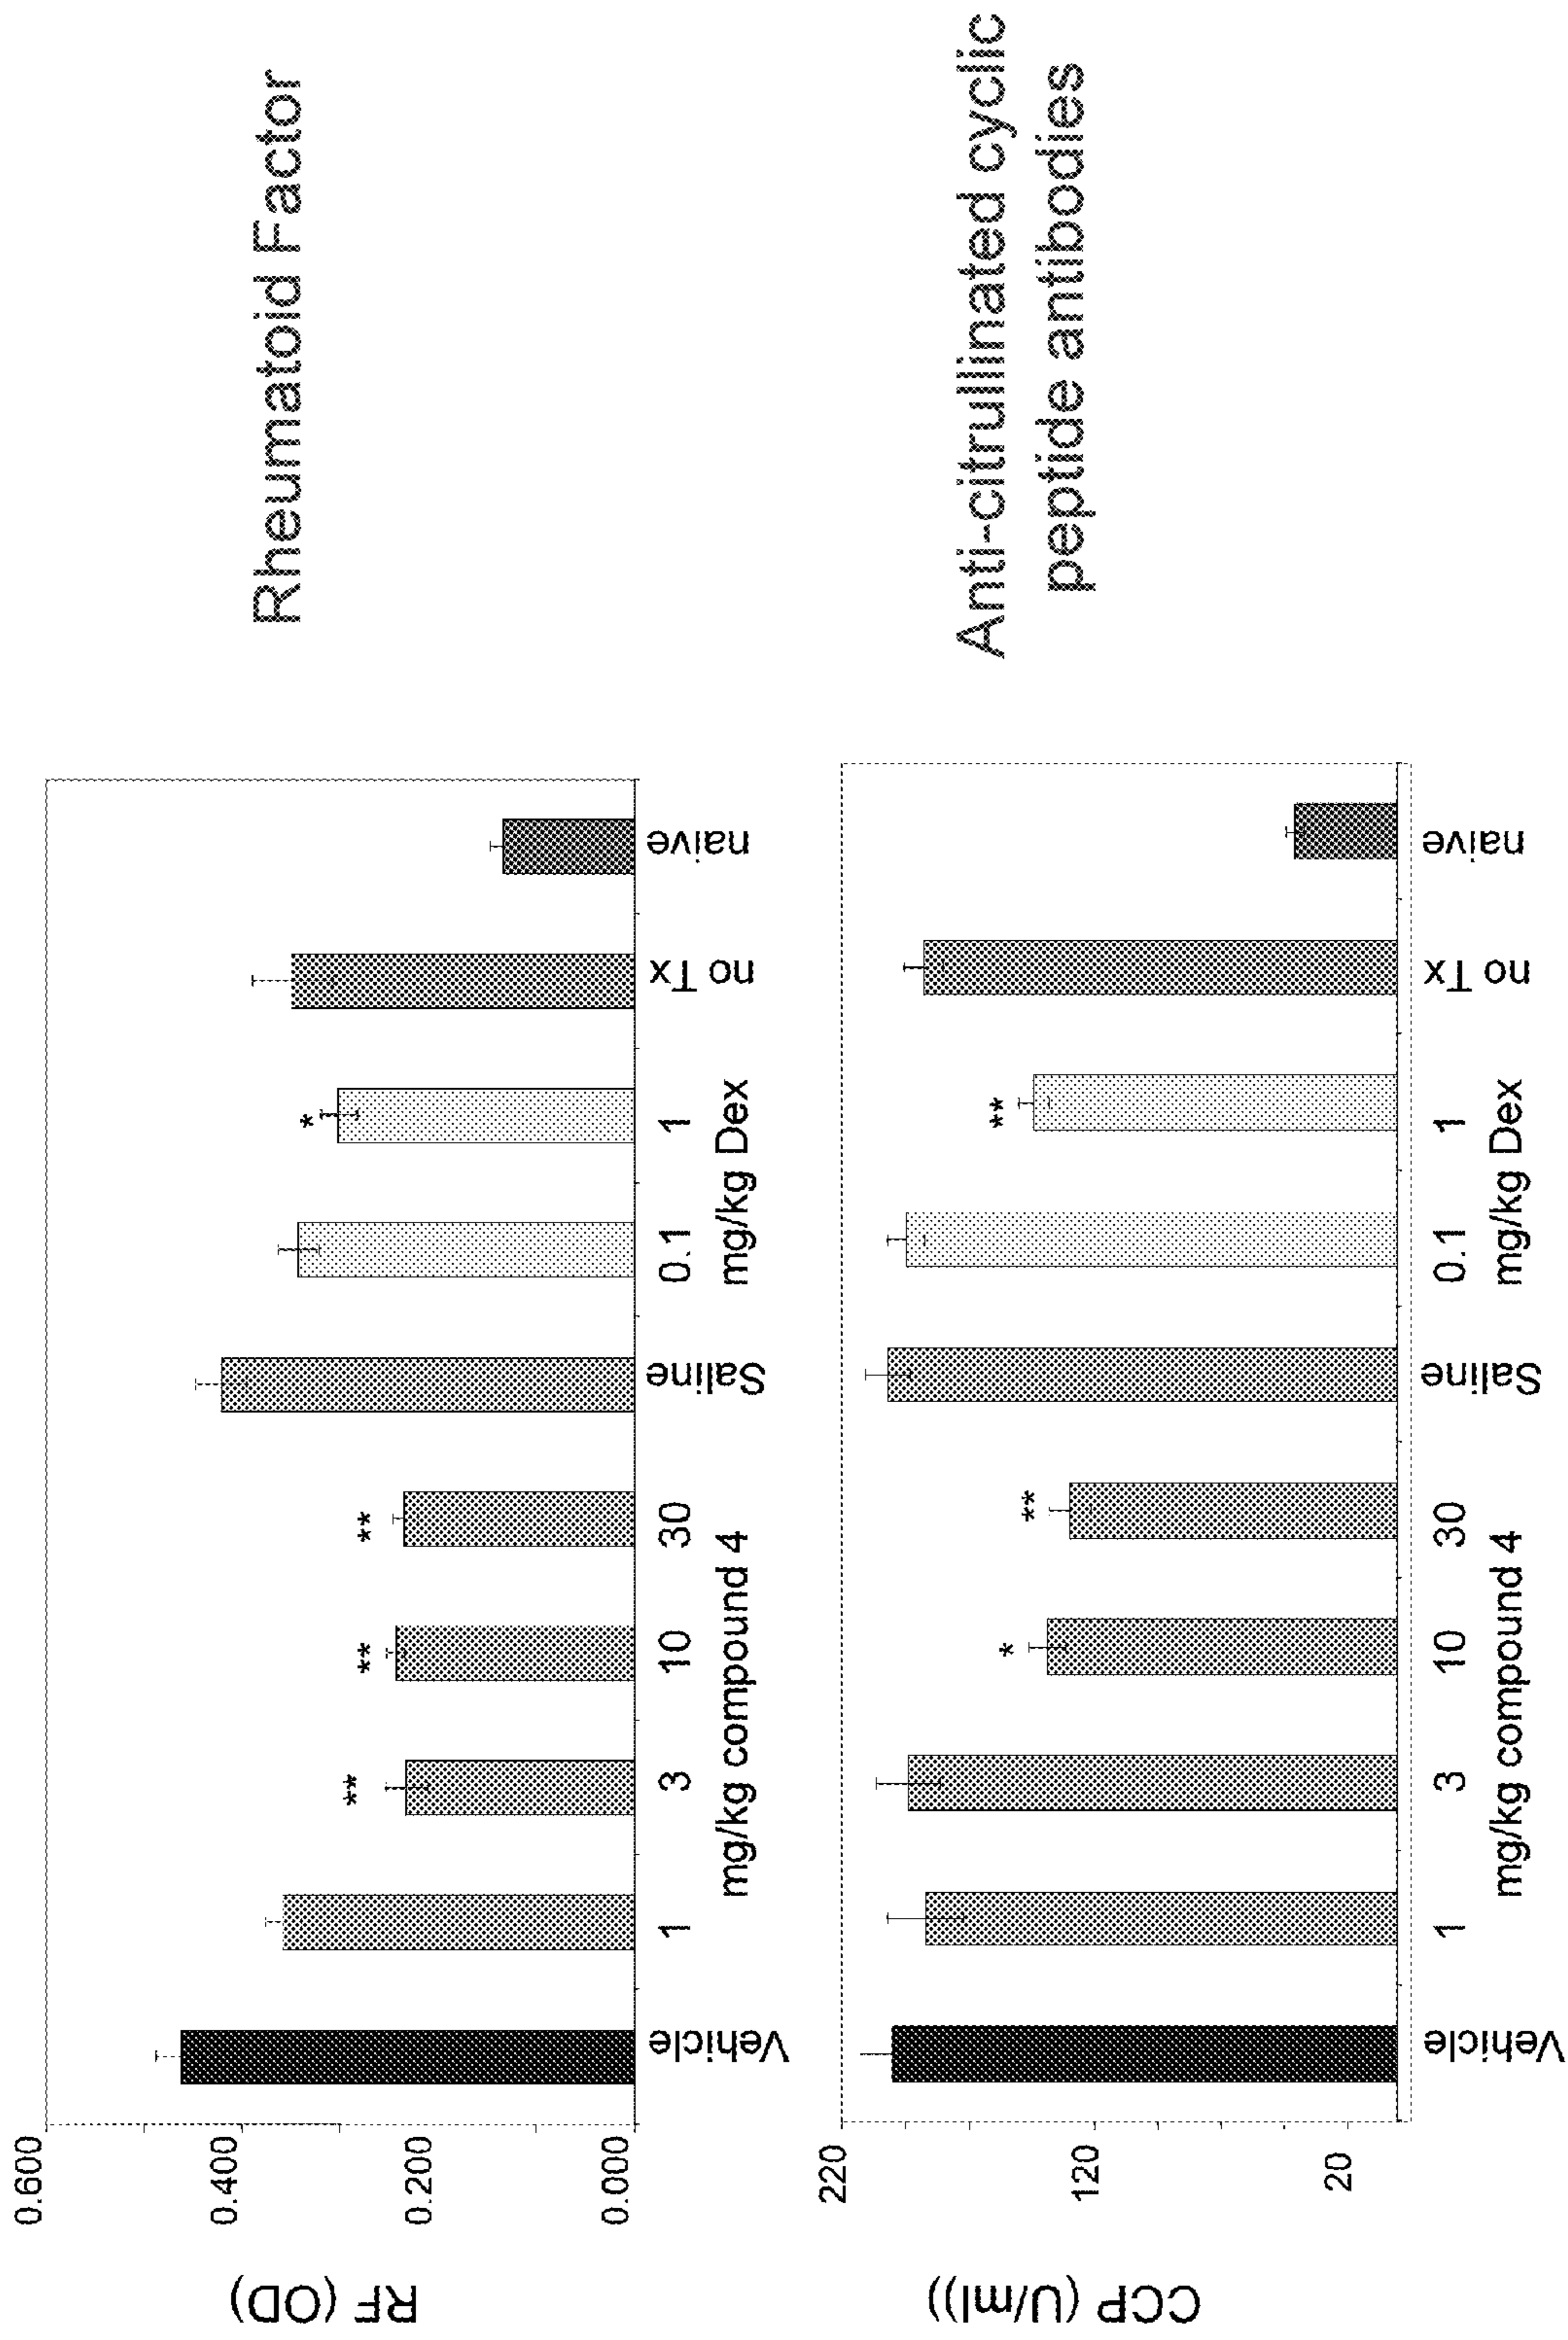 Rheumatoid Factor
RF (OD)
0.600
0.400
0.200
0.000
**
**
**
*
Vehicle
1
3
10
30
mg/kg compound 4
Saline
0.1
1
mg/kg Dex
no Tx
naive
Anti-citrullinated cyclic
peptide antibodies
CCP (U/ml))
220
120
20
*
**
**
Vehicle
1
3
10
30
mg/kg compound 4
Saline
0.1
1
mg/kg Dex
no Tx
naive